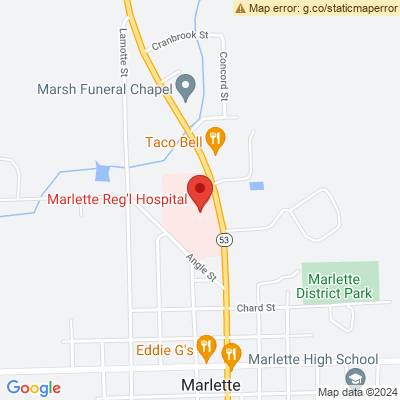 Map error: g.co/staticmaperror
Cranbrook St
Lamotte St
Concord St
Marsh Funeral Chapel
Taco Bell
Marlette Reg'l Hospital
53
Angle St
Marlette
District Park
Chard St
Eddie G's
Marlette High School
Marlette
Google
Map data ©2024